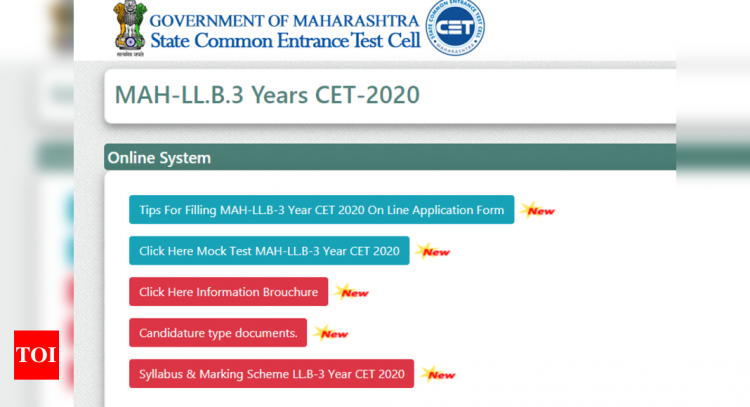 GOVERNMENT OF MAHARASHTRA
State Common Entrance Test Cell
STATE COMMON ENTRANCE TEST CELL
CET
MAHARASHTRA
सत्यमेव जयते
MAH-LL.B.3 Years CET-2020
Online System
Tips For Filling MAH-LL.B-3 Year CET 2020 On Line Application Form New
Click Here Mock Test MAH-LL.B-3 Year CET 2020 New
Click Here Information Brouchure New
Candidature type documents. New
Syllabus & Marking Scheme LL.B-3 Year CET 2020 New
TOI